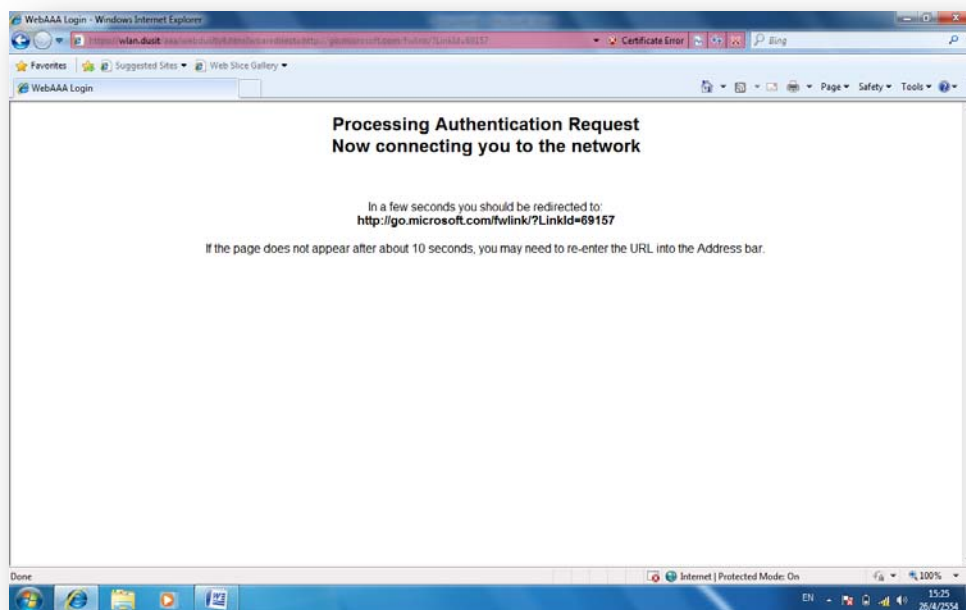 WebAAA Login - Windows Internet Explorer
wlan.dusit
Certificate Error
Bing
Favorites
Suggested Sites
Web Slice Gallery
WebAAA Login
Page
Safety
Tools
Processing Authentication Request
Now connecting you to the network
In a few seconds you should be redirected to:
http://go.microsoft.com/fwlink/?LinkId=69157
If the page does not appear after about 10 seconds, you may need to re-enter the URL into the Address bar.
Done
Internet | Protected Mode: On
100%
EN
15:25
26/4/2554